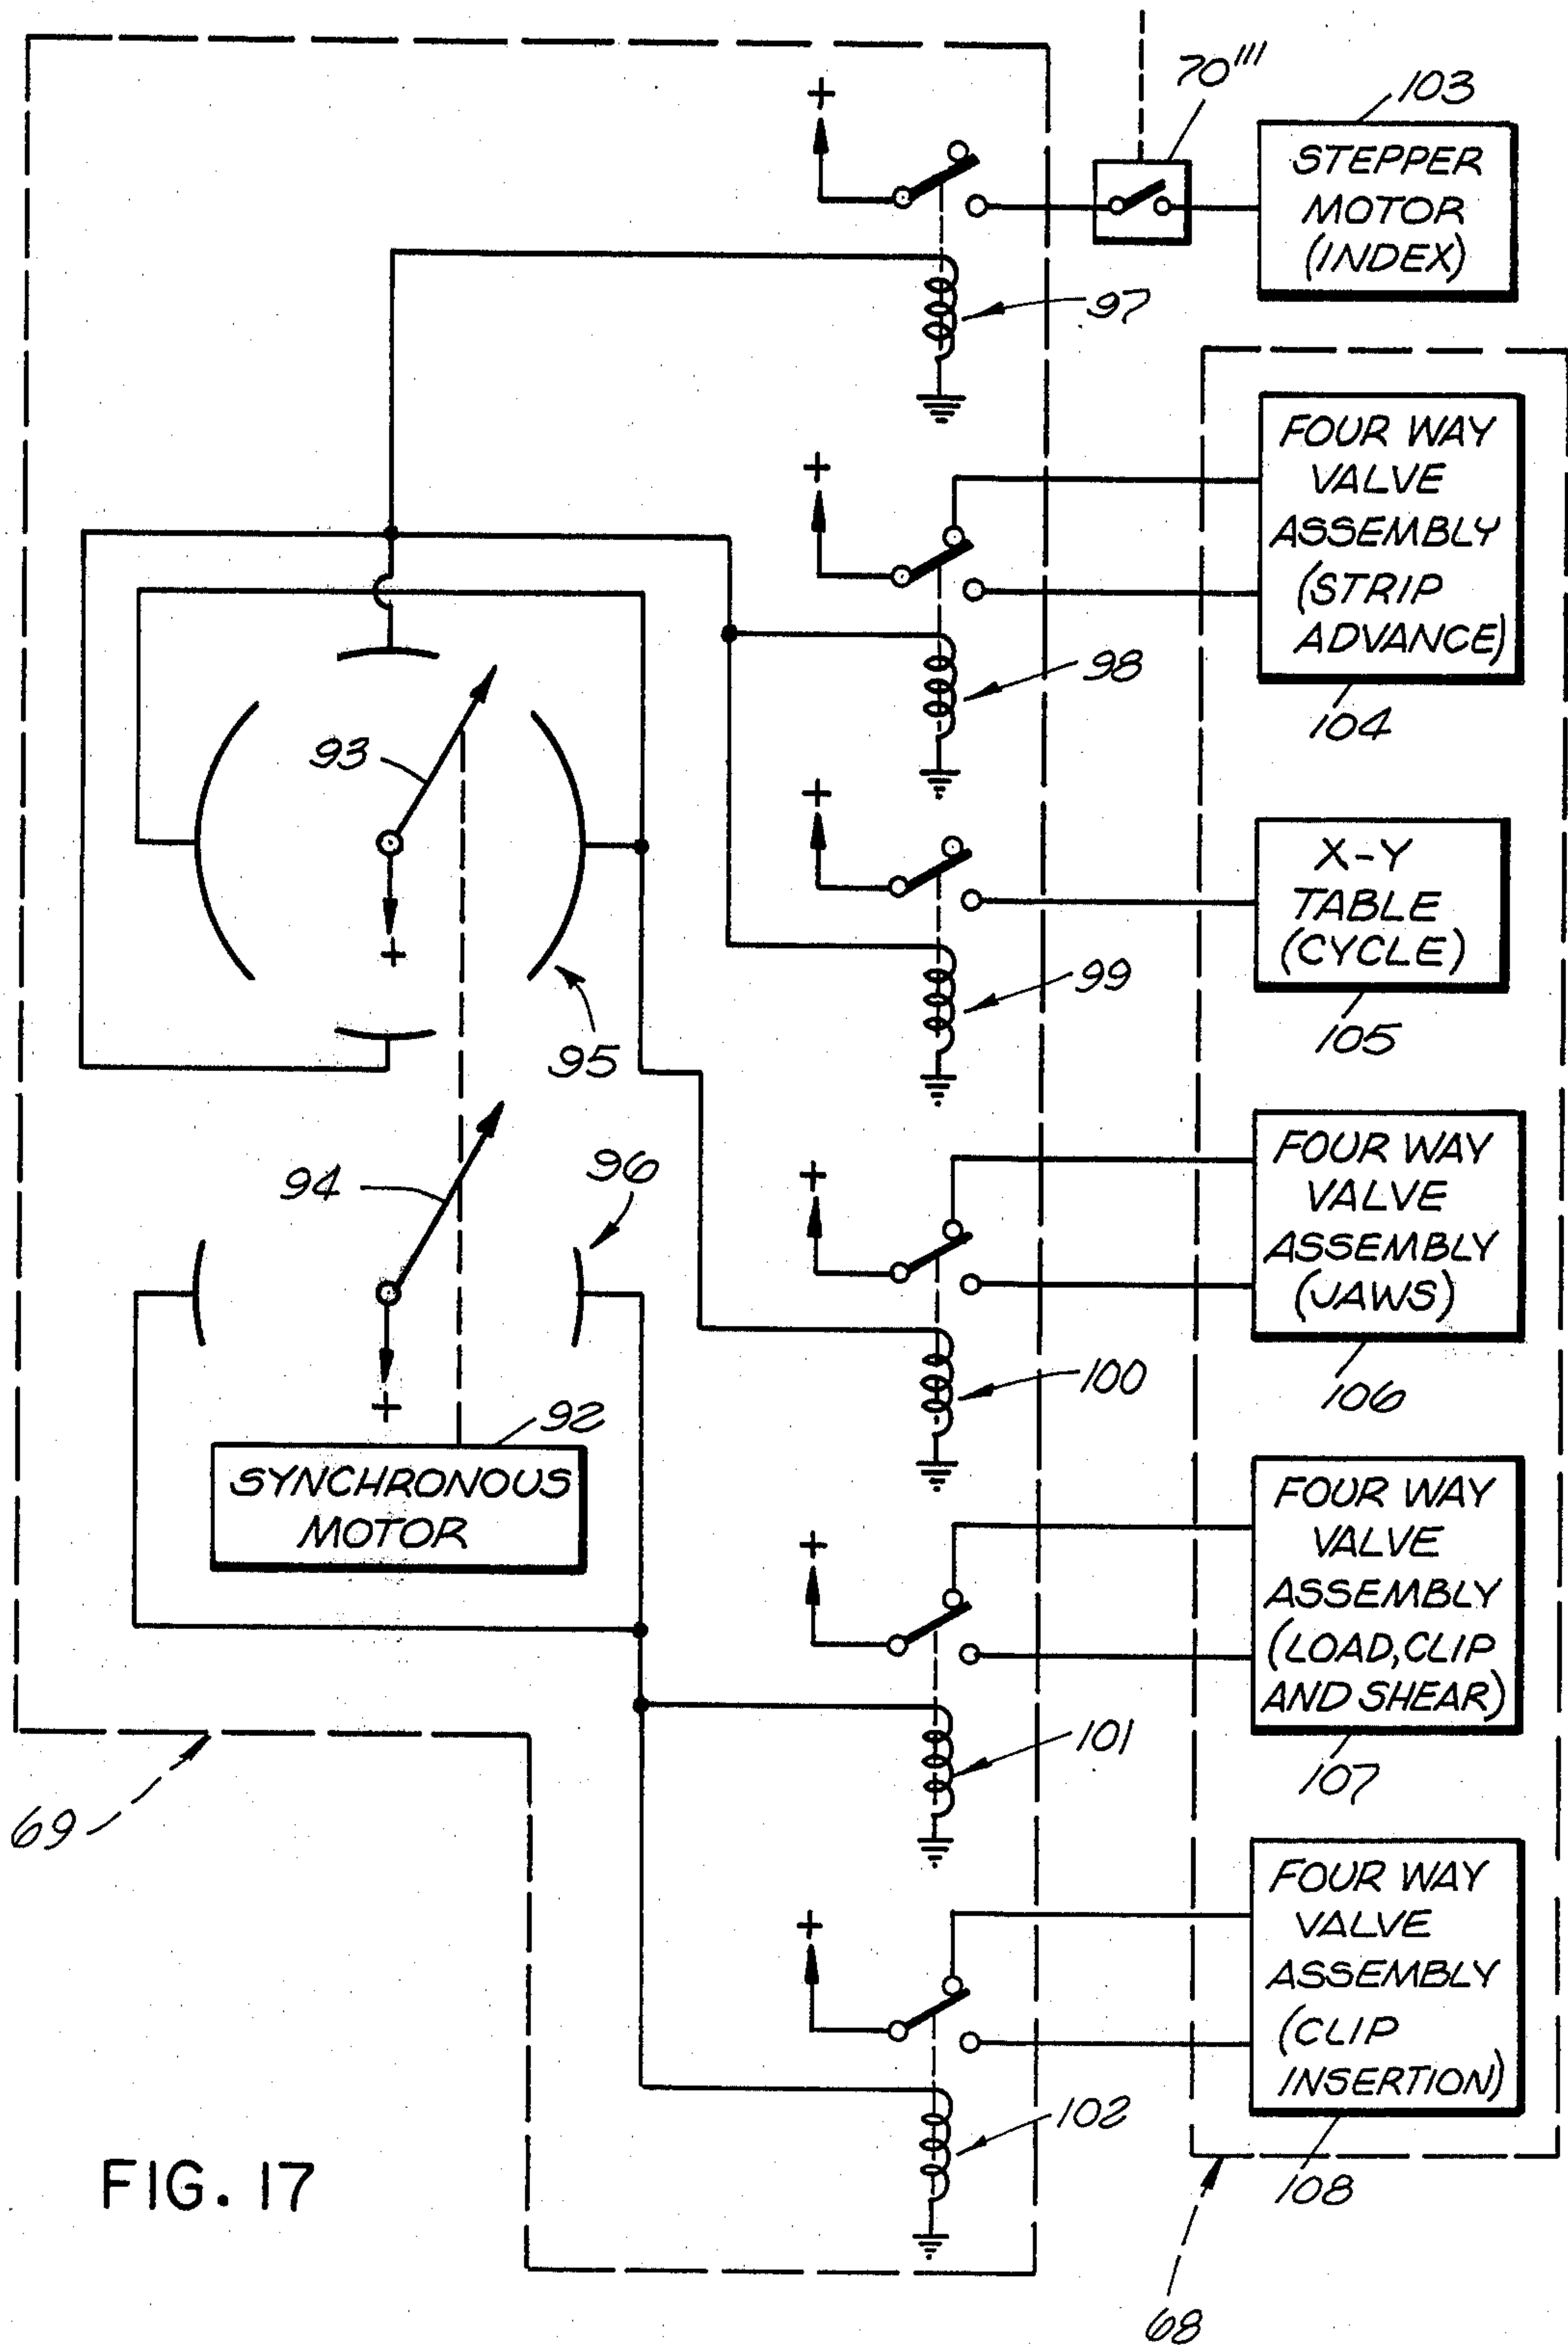 70'''
103
+
STEPPER
MOTOR
(INDEX)
97
+
FOUR WAY
VALVE
ASSEMBLY
(STRIP
ADVANCE)
98
104
93
+
+
X-Y
TABLE
(CYCLE)
99
95
105
94
96
+
FOUR WAY
VALVE
ASSEMBLY
(JAWS)
100
106
+
92
SYNCHRONOUS
MOTOR
+
FOUR WAY
VALVE
ASSEMBLY
(LOAD, CLIP
AND SHEAR)
101
107
69
+
FOUR WAY
VALVE
ASSEMBLY
(CLIP
INSERTION)
102
108
FIG. 17
68